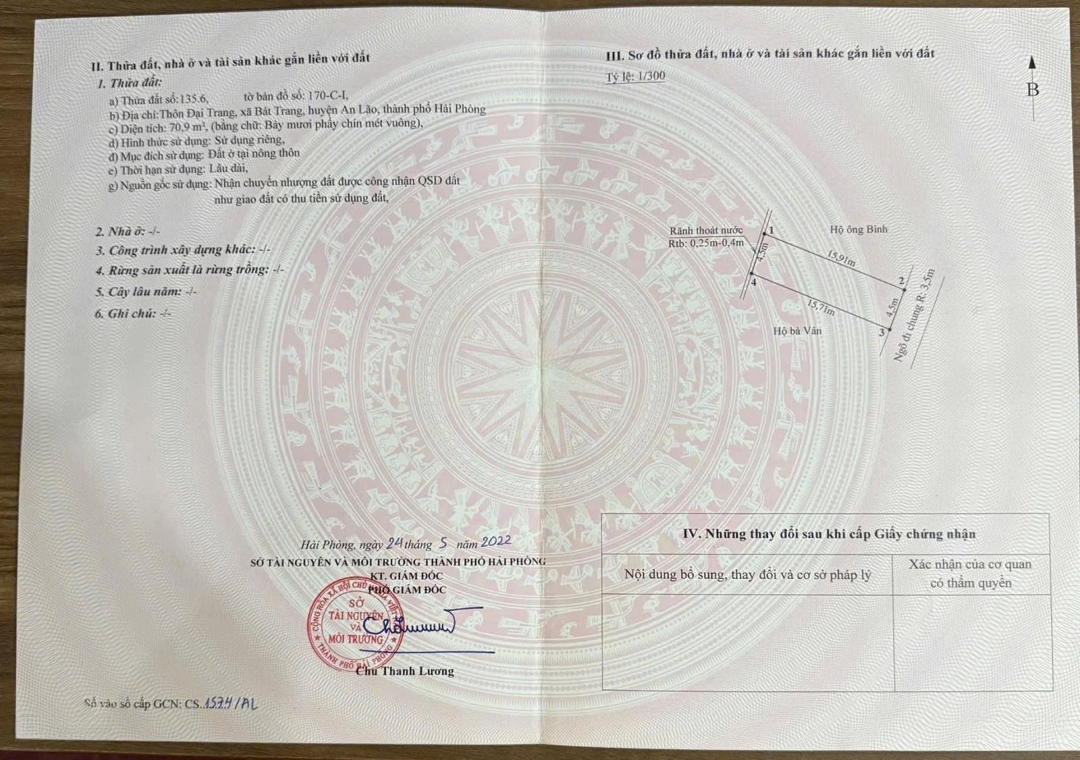 II. Thửa đất, nhà ở và tài sản khác gắn liền với đất
1. Thửa đất:
a) Thửa đất số:135.6, tờ bản đồ số: 170-C-I,
b) Địa chỉ:Thôn Đại Trang, xã Bát Trang, huyện An Lão, thành phố Hải Phòng
c) Diện tích: 70,9 m², (bằng chữ: Bảy mươi phẩy chín mét vuông),
d) Hình thức sử dụng: Sử dụng riêng,
đ) Mục đích sử dụng: Đất ở tại nông thôn
e) Thời hạn sử dụng: Lâu dài,
g) Nguồn gốc sử dụng: Nhận chuyển nhượng đất được công nhận QSD đất
như giao đất có thu tiền sử dụng đất,
2. Nhà ở: -/-
3. Công trình xây dựng khác: -/-
4. Rừng sản xuất là rừng trồng: -/-
5. Cây lâu năm: -/-
6. Ghi chú: -/-
Hải Phòng, ngày 24 tháng 5 năm 2022
SỞ TÀI NGUYÊN VÀ MÔI TRƯỜNG THÀNH PHỐ HẢI PHÒNG
KT. GIÁM ĐỐC
PHÓ GIÁM ĐỐC
CỘNG HÒA XÃ HỘI CHỦ NGHĨA VIỆT NAM
SỞ
TÀI NGUYÊN
VÀ
MÔI TRƯỜNG
THÀNH PHỐ HẢI PHÒNG
Chu Thanh Lương
Số vào sổ cấp GCN: CS..1574/AL
III. Sơ đồ thửa đất, nhà ở và tài sản khác gắn liền với đất
Tỷ lệ: 1/300
B
Rãnh thoát nước
Rtb: 0,25m-0,4m
1
Hộ ông Bình
4,5m
15,91m
2
4
15,71m
4,5m
3
Hộ bà Vân
Ngõ đi chung R: 3,5m
IV. Những thay đổi sau khi cấp Giấy chứng nhận
Nội dung bổ sung, thay đổi và cơ sở pháp lý
Xác nhận của cơ quan
có thẩm quyền